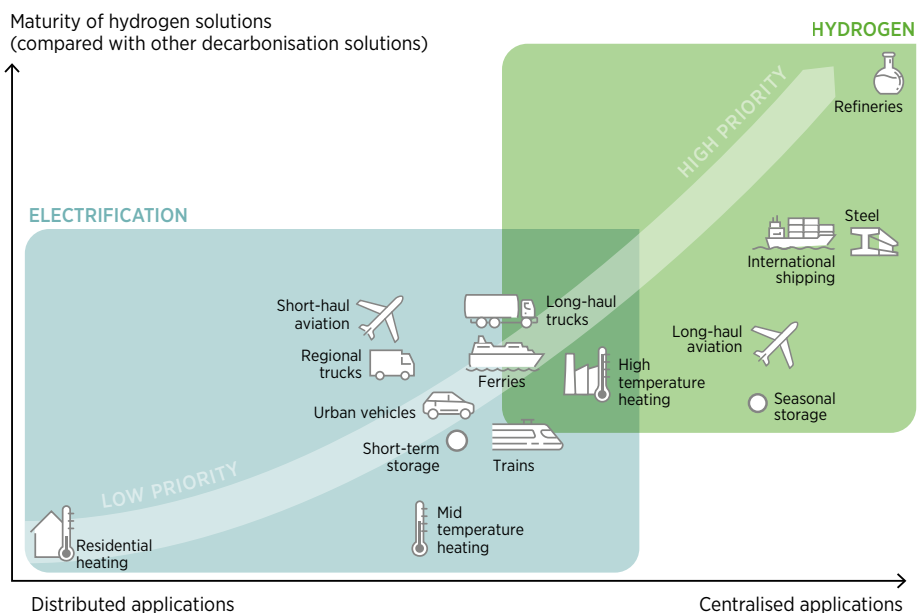 Maturity of hydrogen solutions
(compared with other decarbonisation solutions)
HYDROGEN
HIGH PRIORITY
Refineries
ELECTRIFICATION
Steel
International
shipping
Short-haul
aviation
Long-haul
trucks
Long-haul
aviation
Regional
trucks
Ferries
High
temperature
heating
Urban vehicles
Seasonal
storage
Short-term
storage
Trains
LOW PRIORITY
Mid
temperature
heating
Residential
heating
Distributed applications
Centralised applications